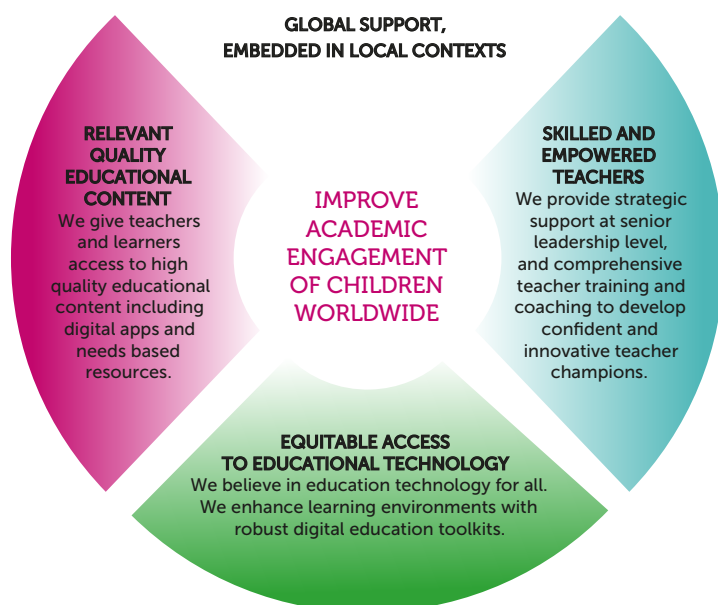 GLOBAL SUPPORT,
EMBEDDED IN LOCAL CONTEXTS
RELEVANT
QUALITY
EDUCATIONAL
CONTENT
We give teachers
and learners
access to high
quality educational
content including
digital apps and
needs based
resources.
IMPROVE
ACADEMIC
ENGAGEMENT
OF CHILDREN
WORLDWIDE
SKILLED AND
EMPOWERED
TEACHERS
We provide strategic
support at senior
leadership level,
and comprehensive
teacher training and
coaching to develop
confident and
innovative teacher
champions.
EQUITABLE ACCESS
TO EDUCATIONAL TECHNOLOGY
We believe in education technology for all.
We enhance learning environments with
robust digital education toolkits.